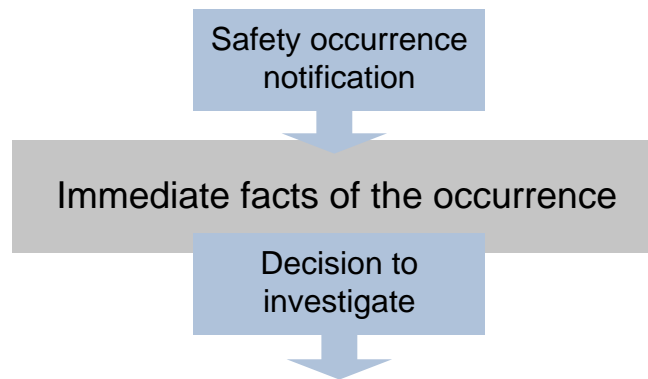 Safety occurrence
notification
Immediate facts of the occurrence
Decision to
investigate